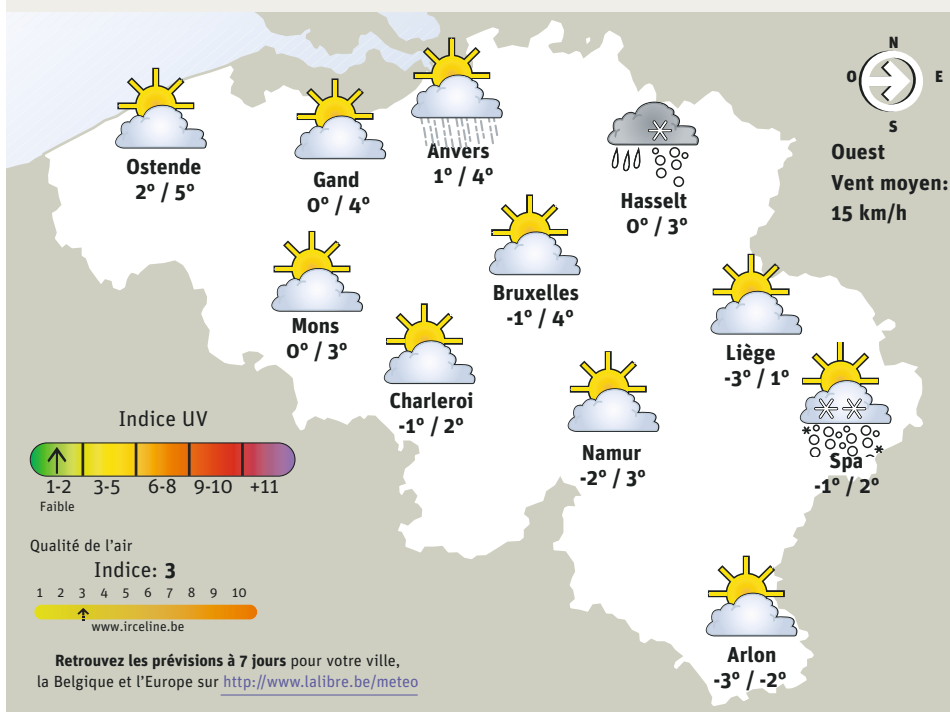 N
O E
S
Ouest
Vent moyen:
15 km/h
Ostende
2° / 5°
Gand
0° / 4°
Anvers
1° / 4°
Hasselt
0° / 3°
Bruxelles
-1° / 4°
Mons
0° / 3°
Charleroi
-1° / 2°
Liège
-3° / 1°
Namur
-2° / 3°
Spa
-1° / 2°
Arlon
-3° / -2°
Indice UV
1-2 3-5 6-8 9-10 +11
Faible
Qualité de l'air
Indice: 3
1 2 3 4 5 6 7 8 9 10
www.irceline.be
Retrouvez les prévisions à 7 jours pour votre ville,
la Belgique et l'Europe sur http://www.lalibre.be/meteo